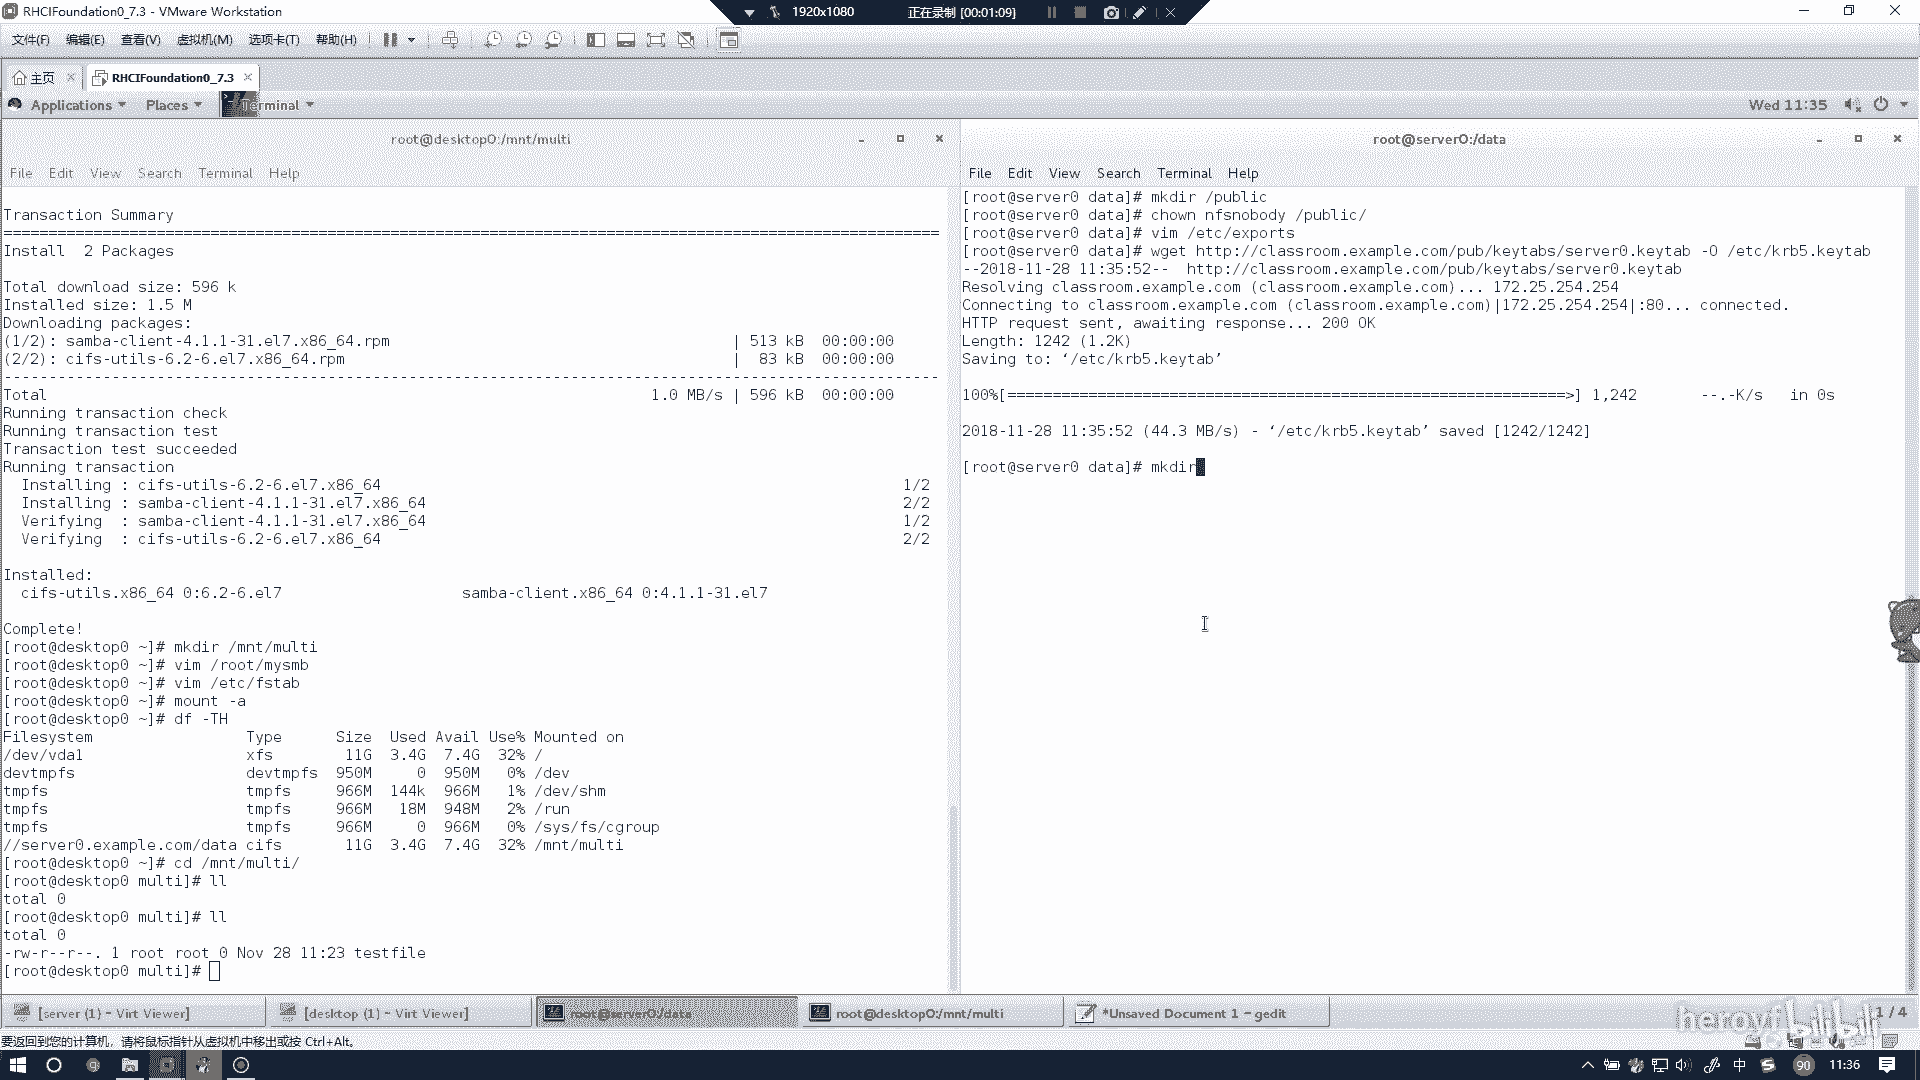 RHCIFoundation0_7.3 - VMware Workstation
1920x1080
正在录制 [00:01:09]
文件(F) 编辑(E) 查看(V) 虚拟机(M) 选项卡(T) 帮助(H)
主页
RHCIFoundation0_7.3
Applications Places Terminal
Wed 11:35
root@desktop0:/mnt/multi
File Edit View Search Terminal Help
Transaction Summary
================================================================================
Install  2 Packages
Total download size: 596 k
Installed size: 1.5 M
Downloading packages:
(1/2): samba-client-4.1.1-31.el7.x86_64.rpm | 513 kB 00:00:00
(2/2): cifs-utils-6.2-6.el7.x86_64.rpm | 83 kB 00:00:00
--------------------------------------------------------------------------------
Total 1.0 MB/s | 596 kB 00:00:00
Running transaction check
Running transaction test
Transaction test succeeded
Running transaction
Installing : cifs-utils-6.2-6.el7.x86_64 1/2
Installing : samba-client-4.1.1-31.el7.x86_64 2/2
Verifying  : samba-client-4.1.1-31.el7.x86_64 1/2
Verifying  : cifs-utils-6.2-6.el7.x86_64 2/2
Installed:
cifs-utils.x86_64 0:6.2-6.el7 samba-client.x86_64 0:4.1.1-31.el7
Complete!
[root@desktop0 ~]# mkdir /mnt/multi
[root@desktop0 ~]# vim /root/mysmb
[root@desktop0 ~]# vim /etc/fstab
[root@desktop0 ~]# mount -a
[root@desktop0 ~]# df -TH
Filesystem Type Size Used Avail Use% Mounted on
/dev/vda1 xfs 11G 3.4G 7.4G 32% /
devtmpfs devtmpfs 950M 0 950M 0% /dev
tmpfs tmpfs 966M 144k 966M 1% /dev/shm
tmpfs tmpfs 966M 18M 948M 2% /run
tmpfs tmpfs 966M 0 966M 0% /sys/fs/cgroup
//server0.example.com/data cifs 11G 3.4G 7.4G 32% /mnt/multi
[root@desktop0 ~]# cd /mnt/multi/
[root@desktop0 multi]# ll
total 0
[root@desktop0 multi]# ll
total 0
-rw-r--r--. 1 root root 0 Nov 28 11:23 testfile
[root@desktop0 multi]#
root@server0:/data
File Edit View Search Terminal Help
[root@server0 data]# mkdir /public
[root@server0 data]# chown nfsnobody /public/
[root@server0 data]# vim /etc/exports
[root@server0 data]# wget http://classroom.example.com/pub/keytabs/server0.keytab -O /etc/krb5.keytab
--2018-11-28 11:35:52--  http://classroom.example.com/pub/keytabs/server0.keytab
Resolving classroom.example.com (classroom.example.com)... 172.25.254.254
Connecting to classroom.example.com (classroom.example.com)|172.25.254.254|:80... connected.
HTTP request sent, awaiting response... 200 OK
Length: 1242 (1.2K)
Saving to: ‘/etc/krb5.keytab’
100%[==============================================================>] 1,242 --.-K/s in 0s
2018-11-28 11:35:52 (44.3 MB/s) - ‘/etc/krb5.keytab’ saved [1242/1242]
[root@server0 data]# mkdir
[server (1) - Virt Viewer]
[desktop (1) - Virt Viewer]
root@server0:/data
root@desktop0:/mnt/multi
*Unsaved Document 1 - gedit
1 / 4
bilibili
要返回到您的计算机，请将鼠标指针从虚拟机中移出或按 Ctrl+Alt。
中
90
11:36